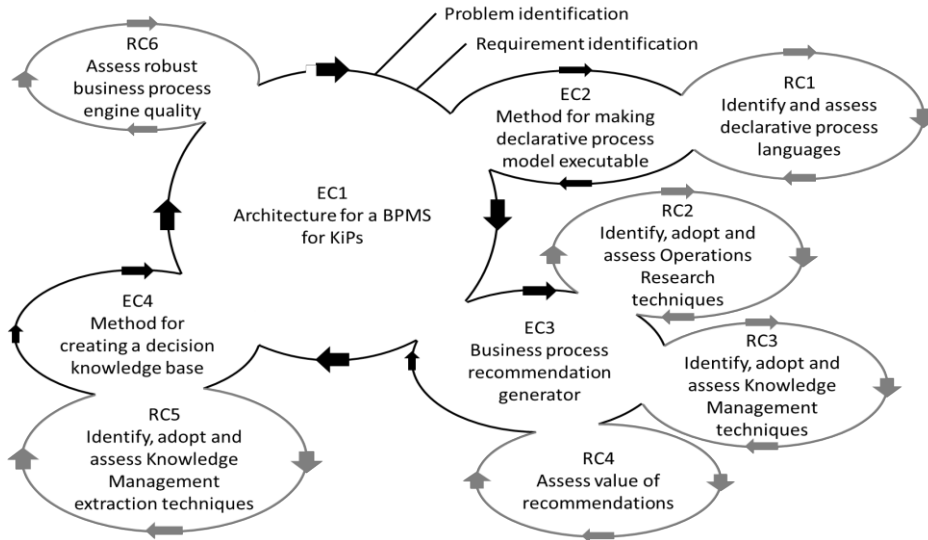 Problem identification
Requirement identification
RC6
Assess robust
business process
engine quality
EC2
Method for making
declarative process
model executable
RC1
Identify and assess
declarative process
languages
EC1
Architecture for a BPMS
for KiPs
RC2
Identify, adopt and
assess Operations
Research
techniques
EC4
Method for
creating a decision
knowledge base
EC3
Business process
recommendation
generator
RC3
Identify, adopt and
assess Knowledge
Management
techniques
RC5
Identify, adopt and
assess Knowledge
Management
extraction techniques
RC4
Assess value of
recommendations